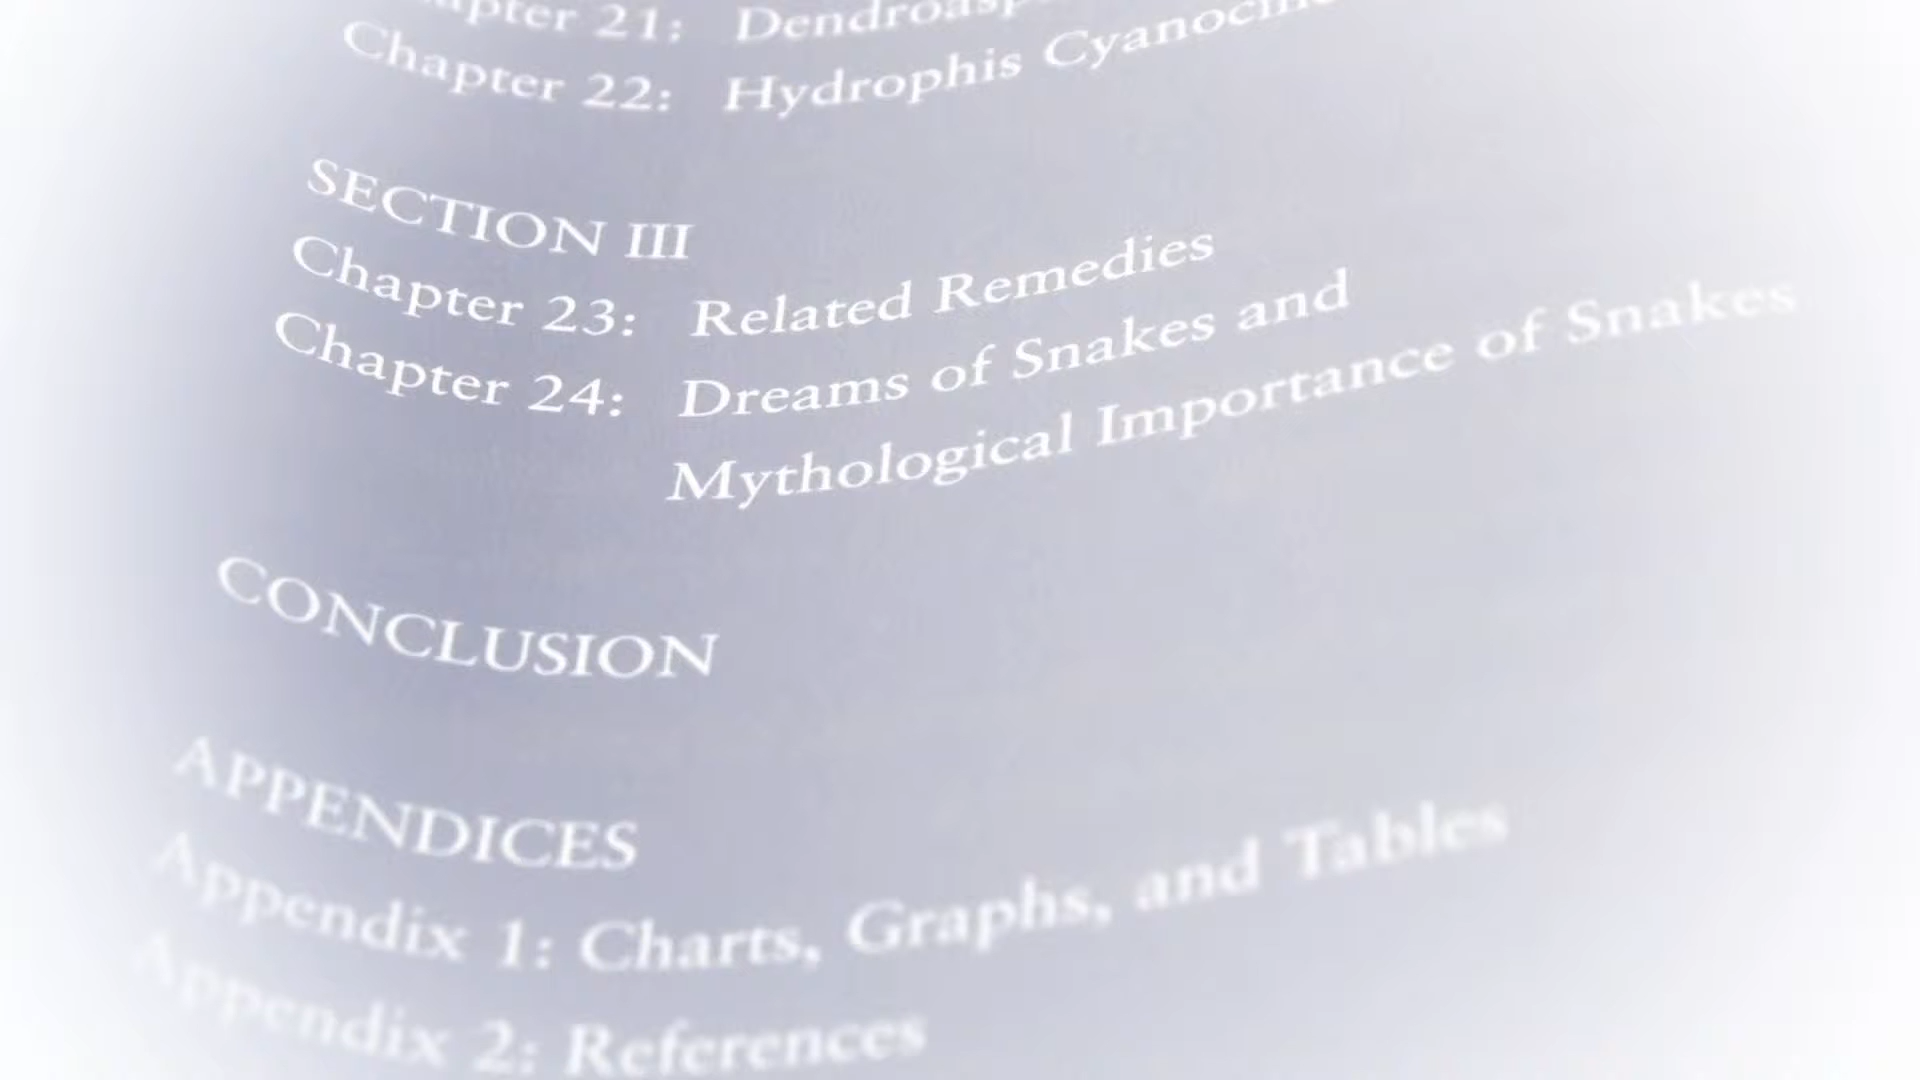 Chapter 21:
Chapter 22: Hydrophis
SECTION III
Chapter 23: Related Remedies
Chapter 24: Dreams of Snakes and
Mythological Importance of Snakes
CONCLUSION
APPENDICES
Appendix 1: Charts, Graphs, and Tables
Appendix 2: References